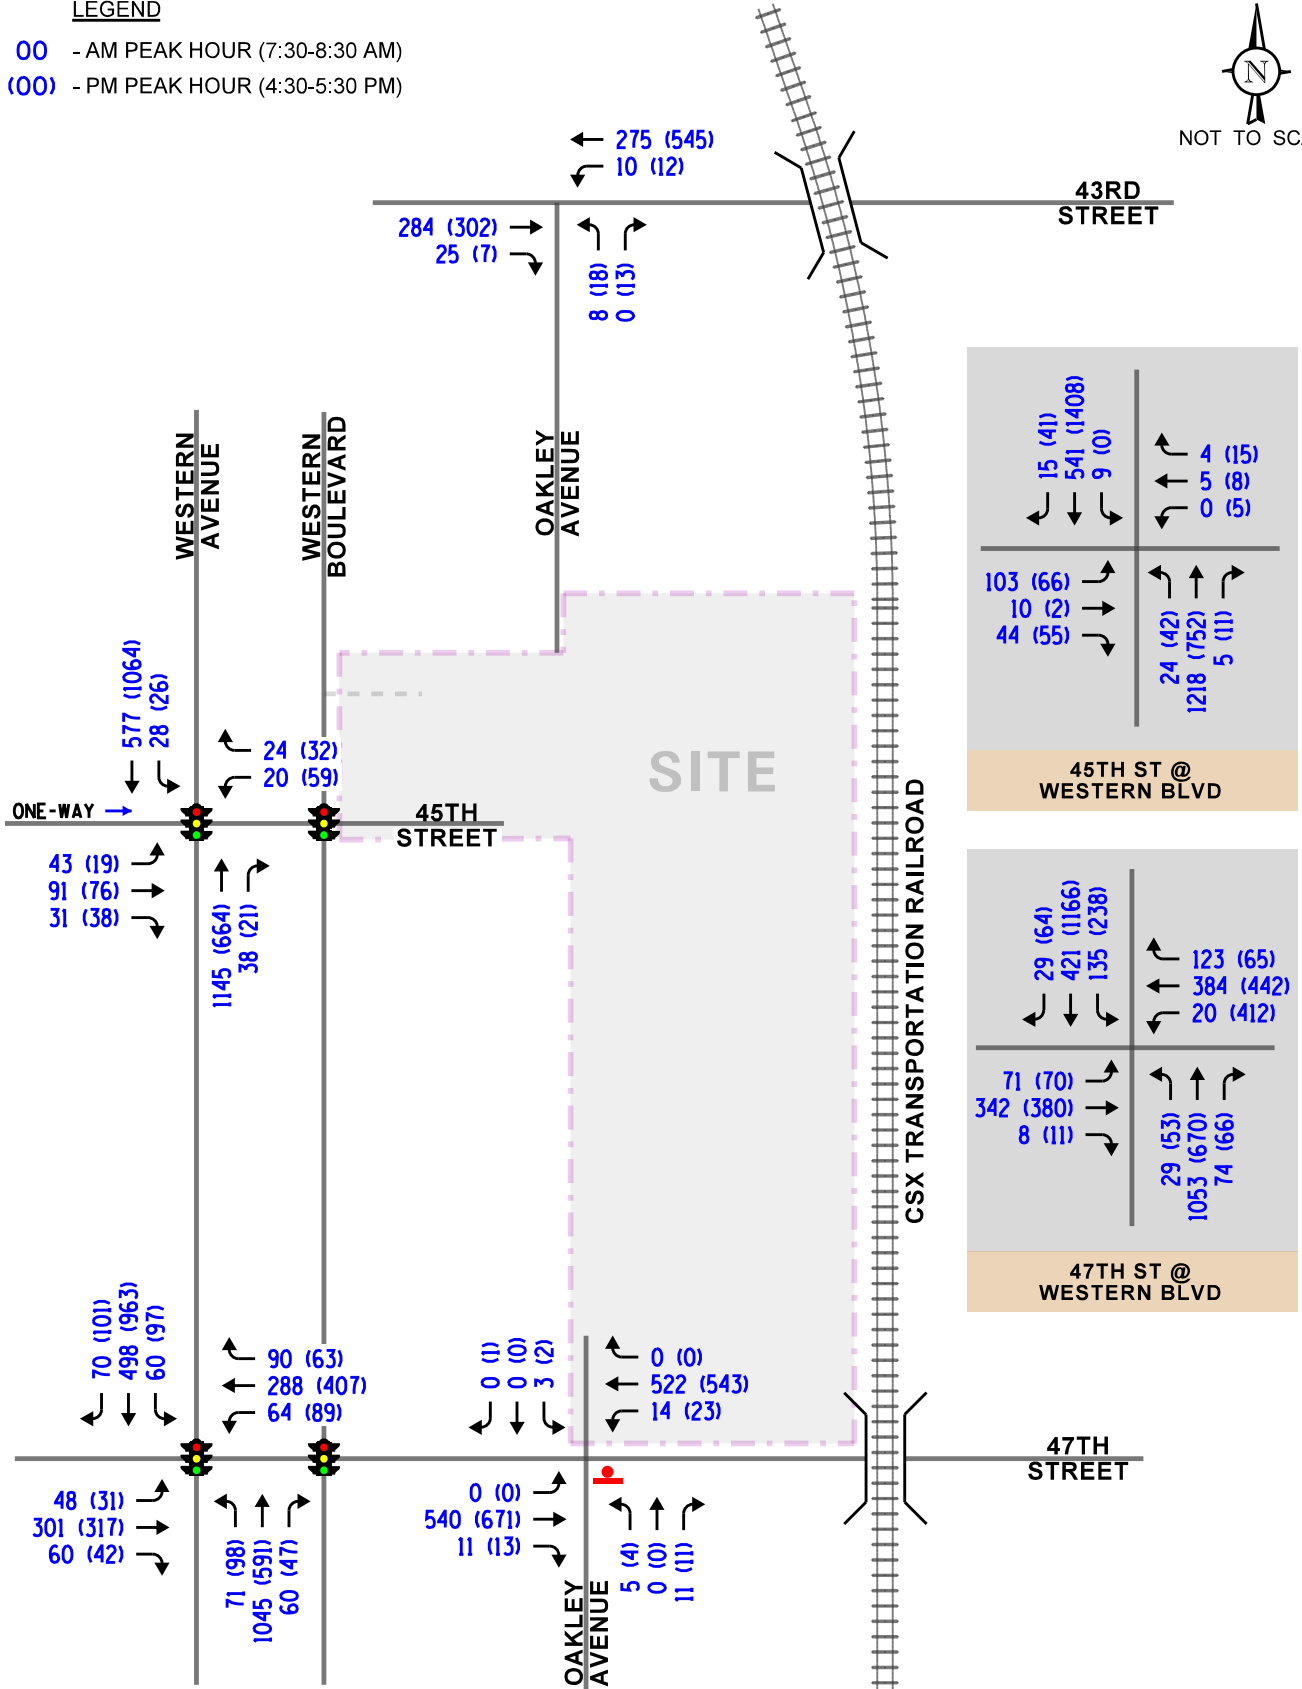 LEGEND
00 - AM PEAK HOUR (7:30-8:30 AM)
(00) - PM PEAK HOUR (4:30-5:30 PM)
N
NOT TO SC
275 (545)
10 (12)
43RD
STREET
284 (302)
25 (7)
8 (18)
0 (13)
WESTERN
AVENUE
WESTERN
BOULEVARD
OAKLEY
AVENUE
15 (41)
541 (1408)
9 (0)
4 (15)
5 (8)
0 (5)
103 (66)
10 (2)
44 (55)
24 (42)
1218 (752)
5 (11)
45TH ST @
WESTERN BLVD
577 (1064)
28 (26)
24 (32)
20 (59)
SITE
ONE-WAY
45TH
STREET
43 (19)
91 (76)
31 (38)
1145 (664)
38 (21)
CSX TRANSPORTATION RAILROAD
29 (64)
421 (1166)
135 (238)
123 (65)
384 (442)
20 (412)
71 (70)
342 (380)
8 (11)
29 (53)
1053 (670)
74 (66)
47TH ST @
WESTERN BLVD
70 (101)
498 (963)
60 (97)
90 (63)
288 (407)
64 (89)
0 (1)
0 (0)
3 (2)
0 (0)
522 (543)
14 (23)
47TH
STREET
48 (31)
301 (317)
60 (42)
71 (98)
1045 (591)
60 (47)
0 (0)
540 (671)
11 (13)
5 (4)
0 (0)
11 (11)
OAKLEY
AVENUE